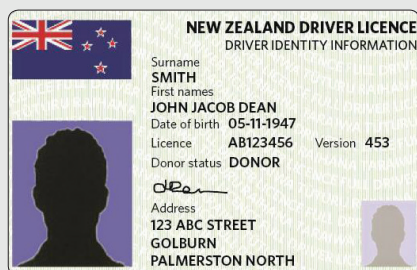 NEW ZEALAND DRIVER LICENCE
DRIVER IDENTITY INFORMATION
Surname
SMITH
First names
JOHN JACOB DEAN
Date of birth 05-11-1947
Licence AB123456 Version 453
Donor status DONOR
Address
123 ABC STREET
GOLBURN
PALMERSTON NORTH